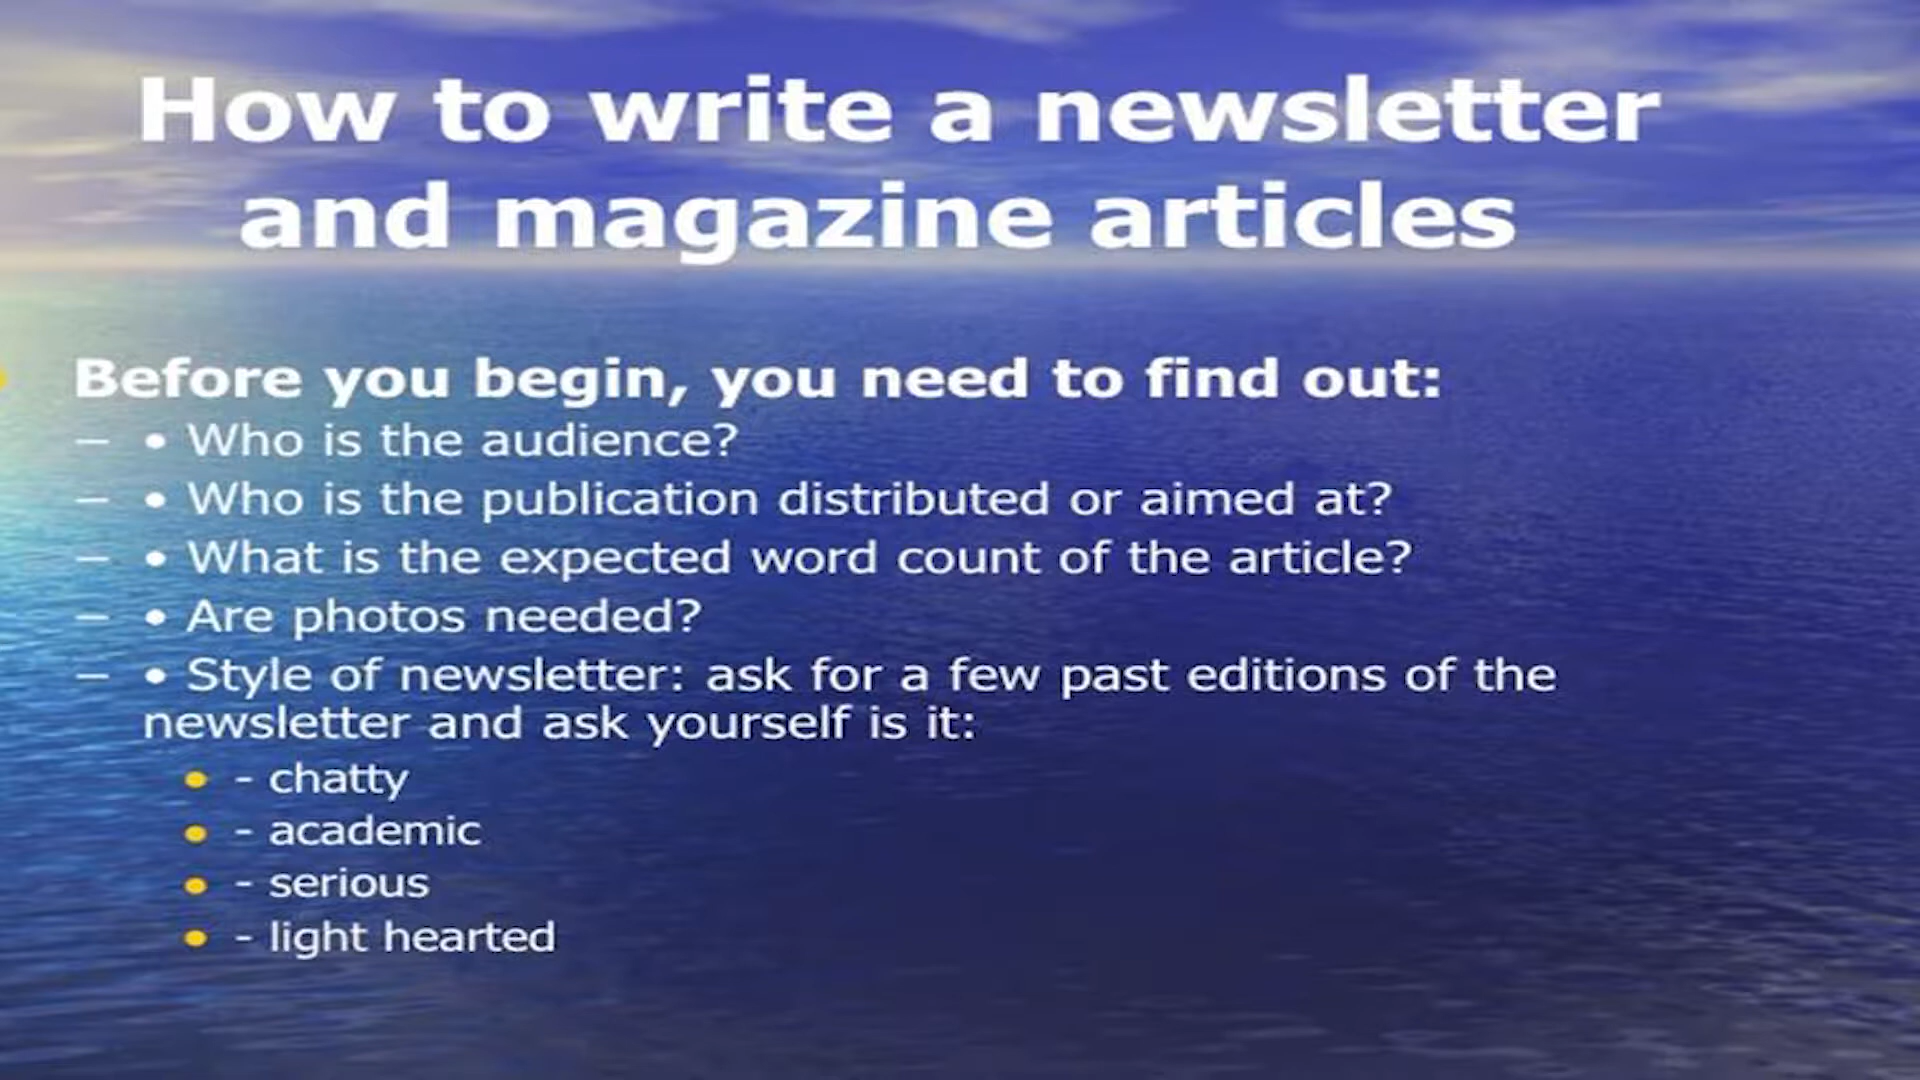 How to write a newsletter
and magazine articles
Before you begin, you need to find out:
– • Who is the audience?
– • Who is the publication distributed or aimed at?
– • What is the expected word count of the article?
– • Are photos needed?
– • Style of newsletter: ask for a few past editions of the
newsletter and ask yourself is it:
• - chatty
• - academic
• - serious
• - light hearted